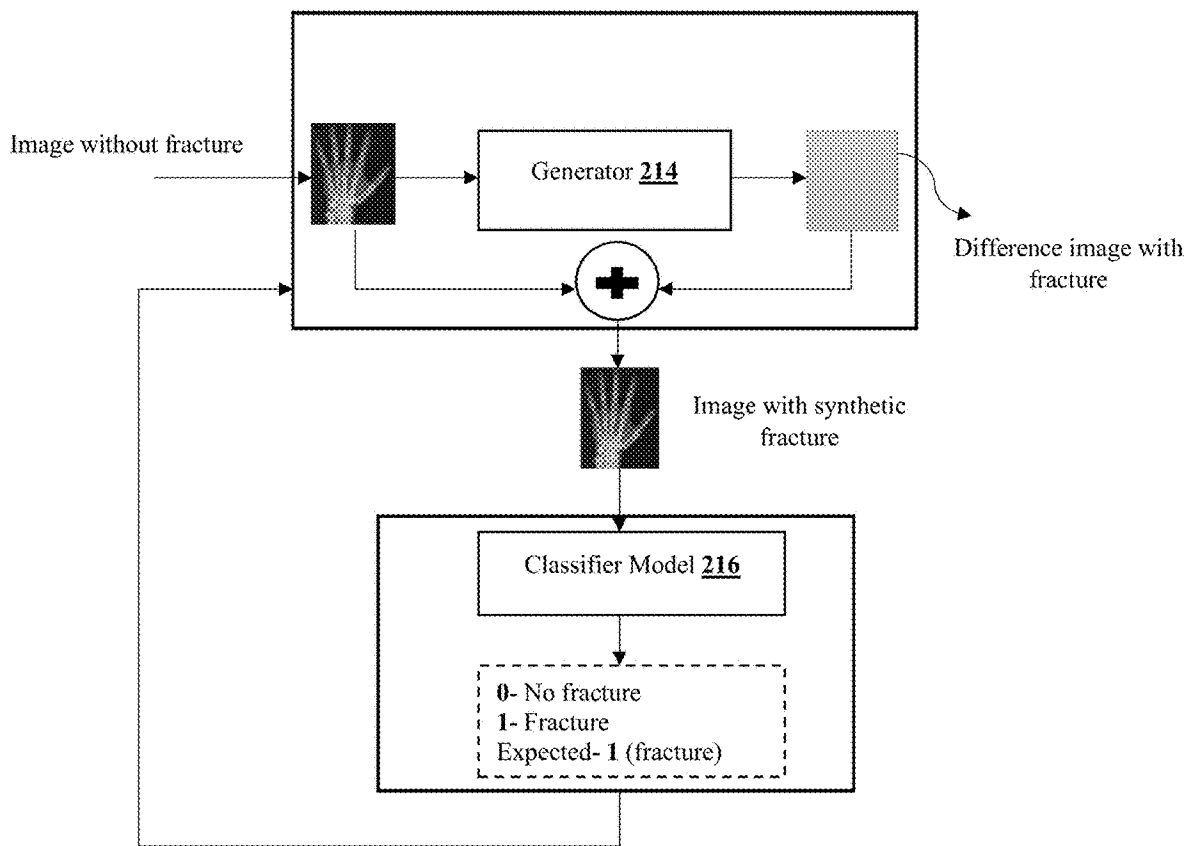 Image without fracture
Generator 214
Difference image with
fracture
Image with synthetic
fracture
Classifier Model 216
0- No fracture
1- Fracture
Expected- 1 (fracture)